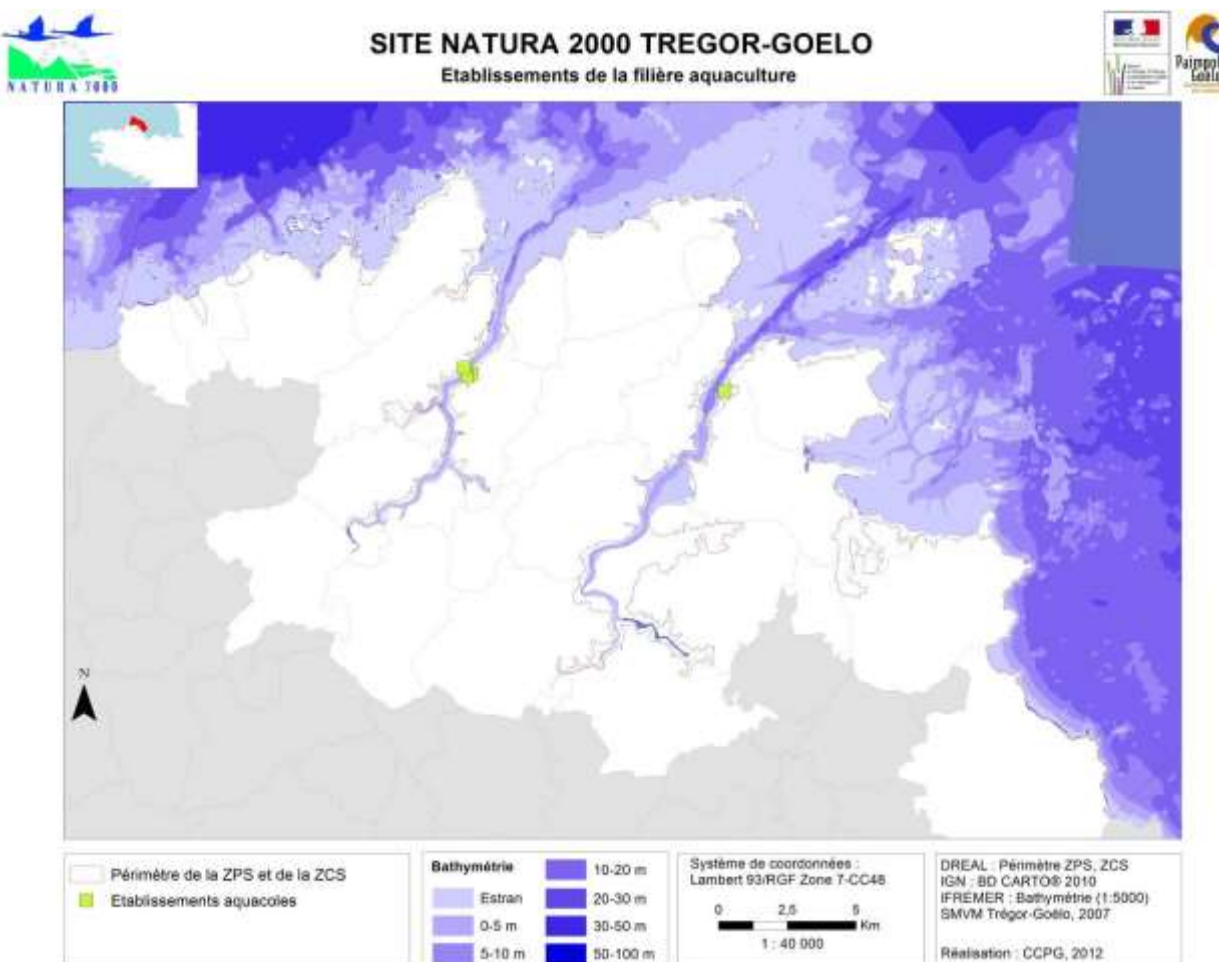 SITE NATURA 2000 TREGOR-GOELO
Etablissements de la filière aquaculture
NATURA 2000
Paimpol
Goëlo
N
Périmètre de la ZPS et de la ZCS
Etablissements aquacoles
Bathymétrie
Estran
0-5 m
5-10 m
10-20 m
20-30 m
30-50 m
50-100 m
Système de coordonnées :
Lambert 93/RGF Zone 7-CC48
0 2,5 5
Km
1 : 40 000
DREAL : Périmètre ZPS, ZCS
IGN : BD CARTO® 2010
IFREMER : Bathymétrie (1:5000)
SMVM Trégor-Goëlo, 2007
Réalisation : CCPG, 2012